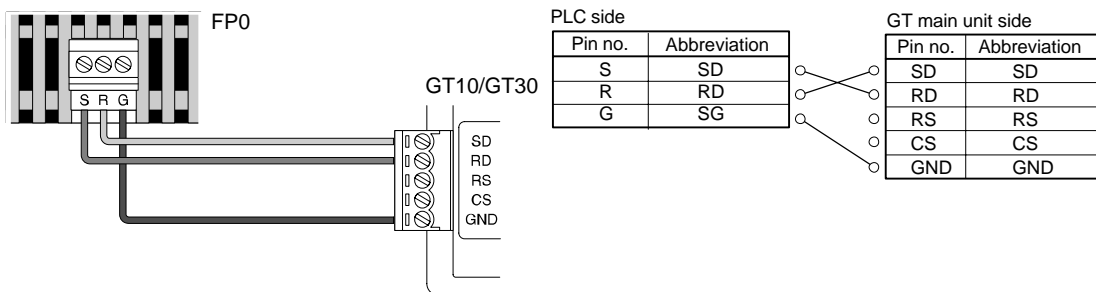 FP0
S R G
GT10/GT30
SD
RD
RS
CS
GND
PLC side
Pin no. Abbreviation
S SD
R RD
G SG
GT main unit side
Pin no. Abbreviation
SD SD
RD RD
RS RS
CS CS
GND GND